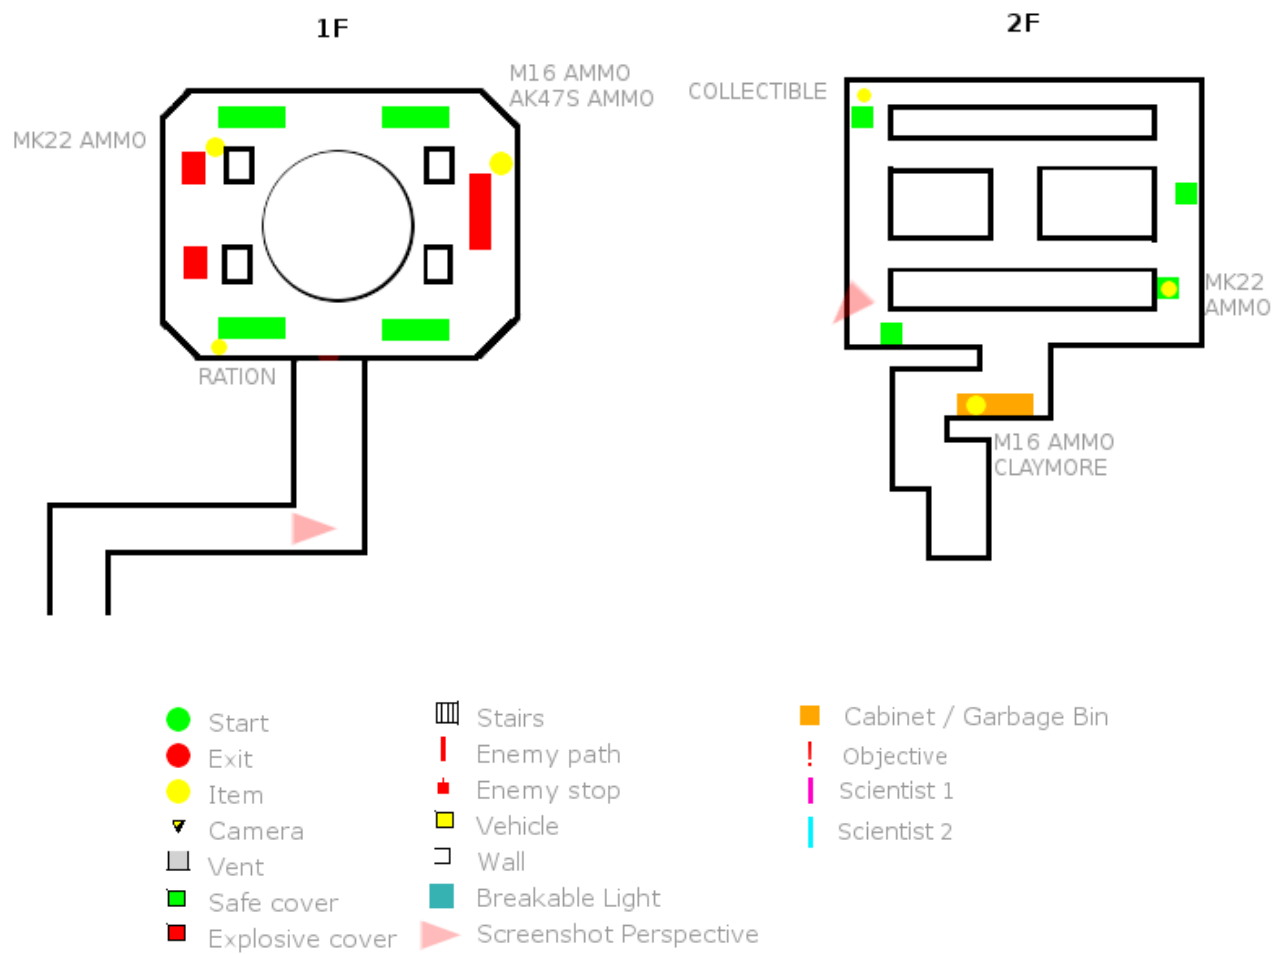 1F
2F
M16 AMMO
AK47S AMMO
COLLECTIBLE
MK22 AMMO
MK22
AMMO
RATION
M16 AMMO
CLAYMORE
Start
Exit
Item
Camera
Vent
Safe cover
Explosive cover
Stairs
Enemy path
Enemy stop
Vehicle
Wall
Breakable Light
Screenshot Perspective
Cabinet / Garbage Bin
Objective
Scientist 1
Scientist 2